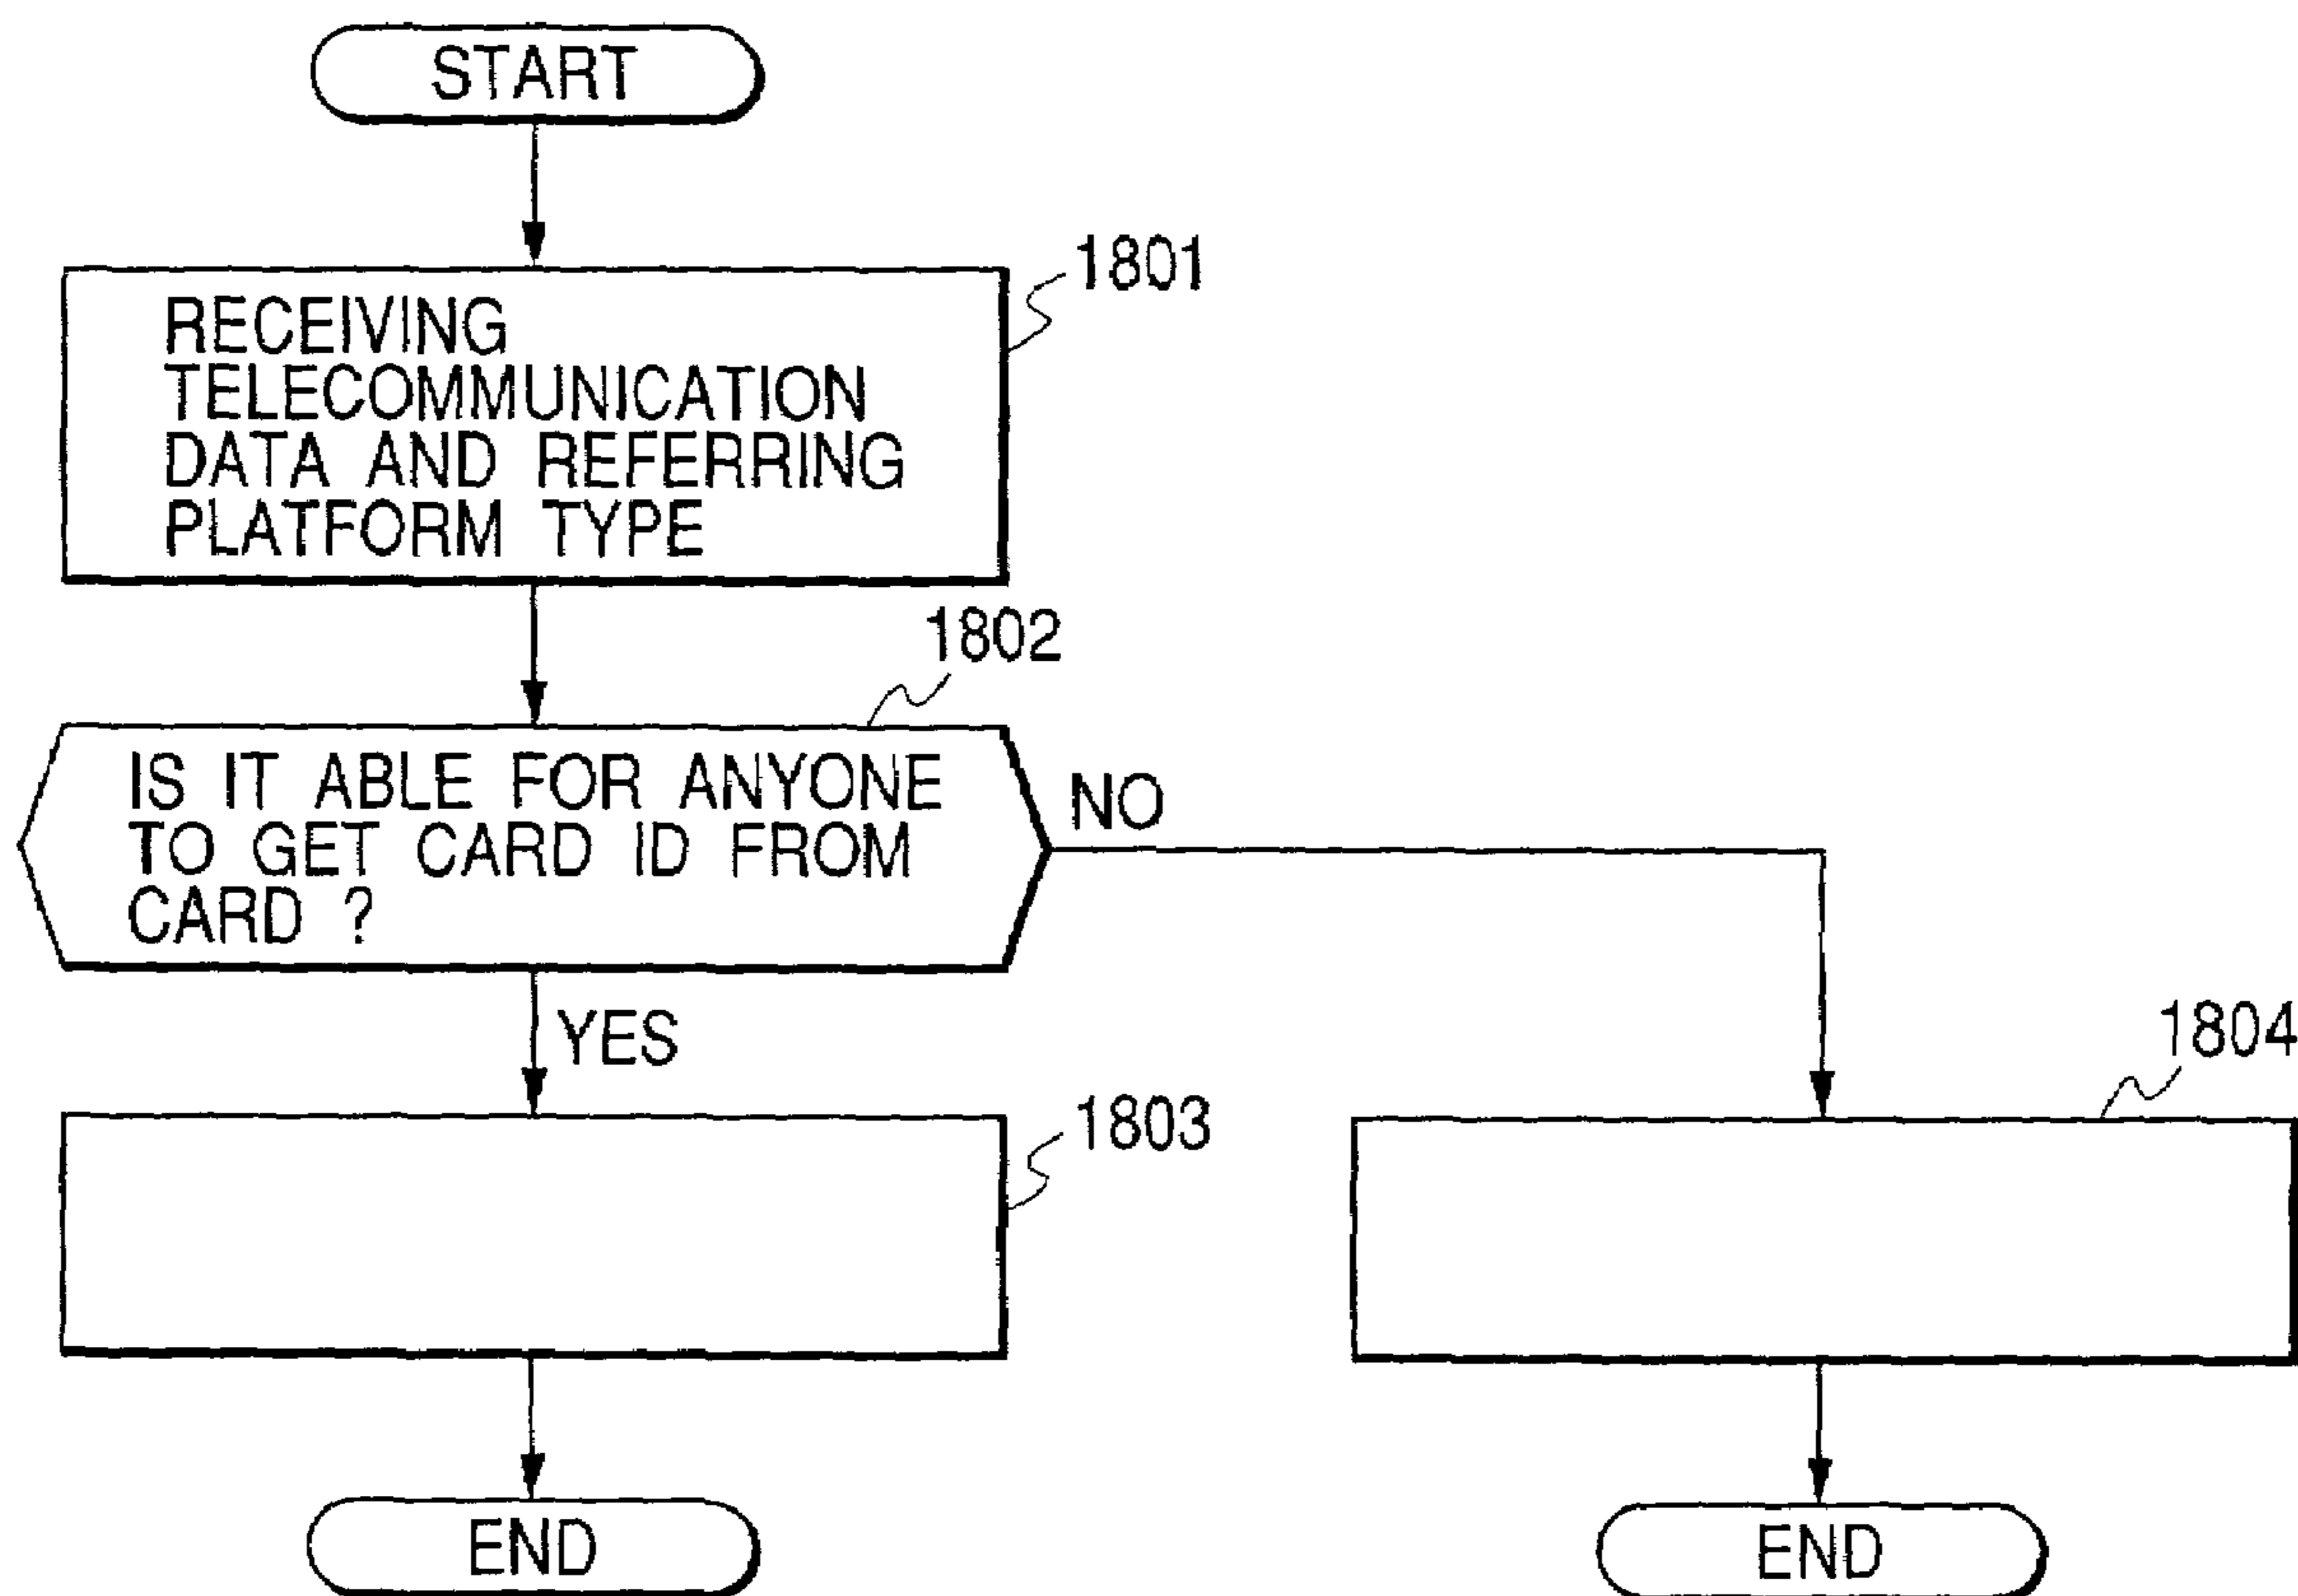 START
1801
RECEIVING
TELECOMMUNICATION
DATA AND REFERRING
PLATFORM TYPE
1802
IS IT ABLE FOR ANYONE
TO GET CARD ID FROM
CARD ?
NO
YES
1803
1804
END
END